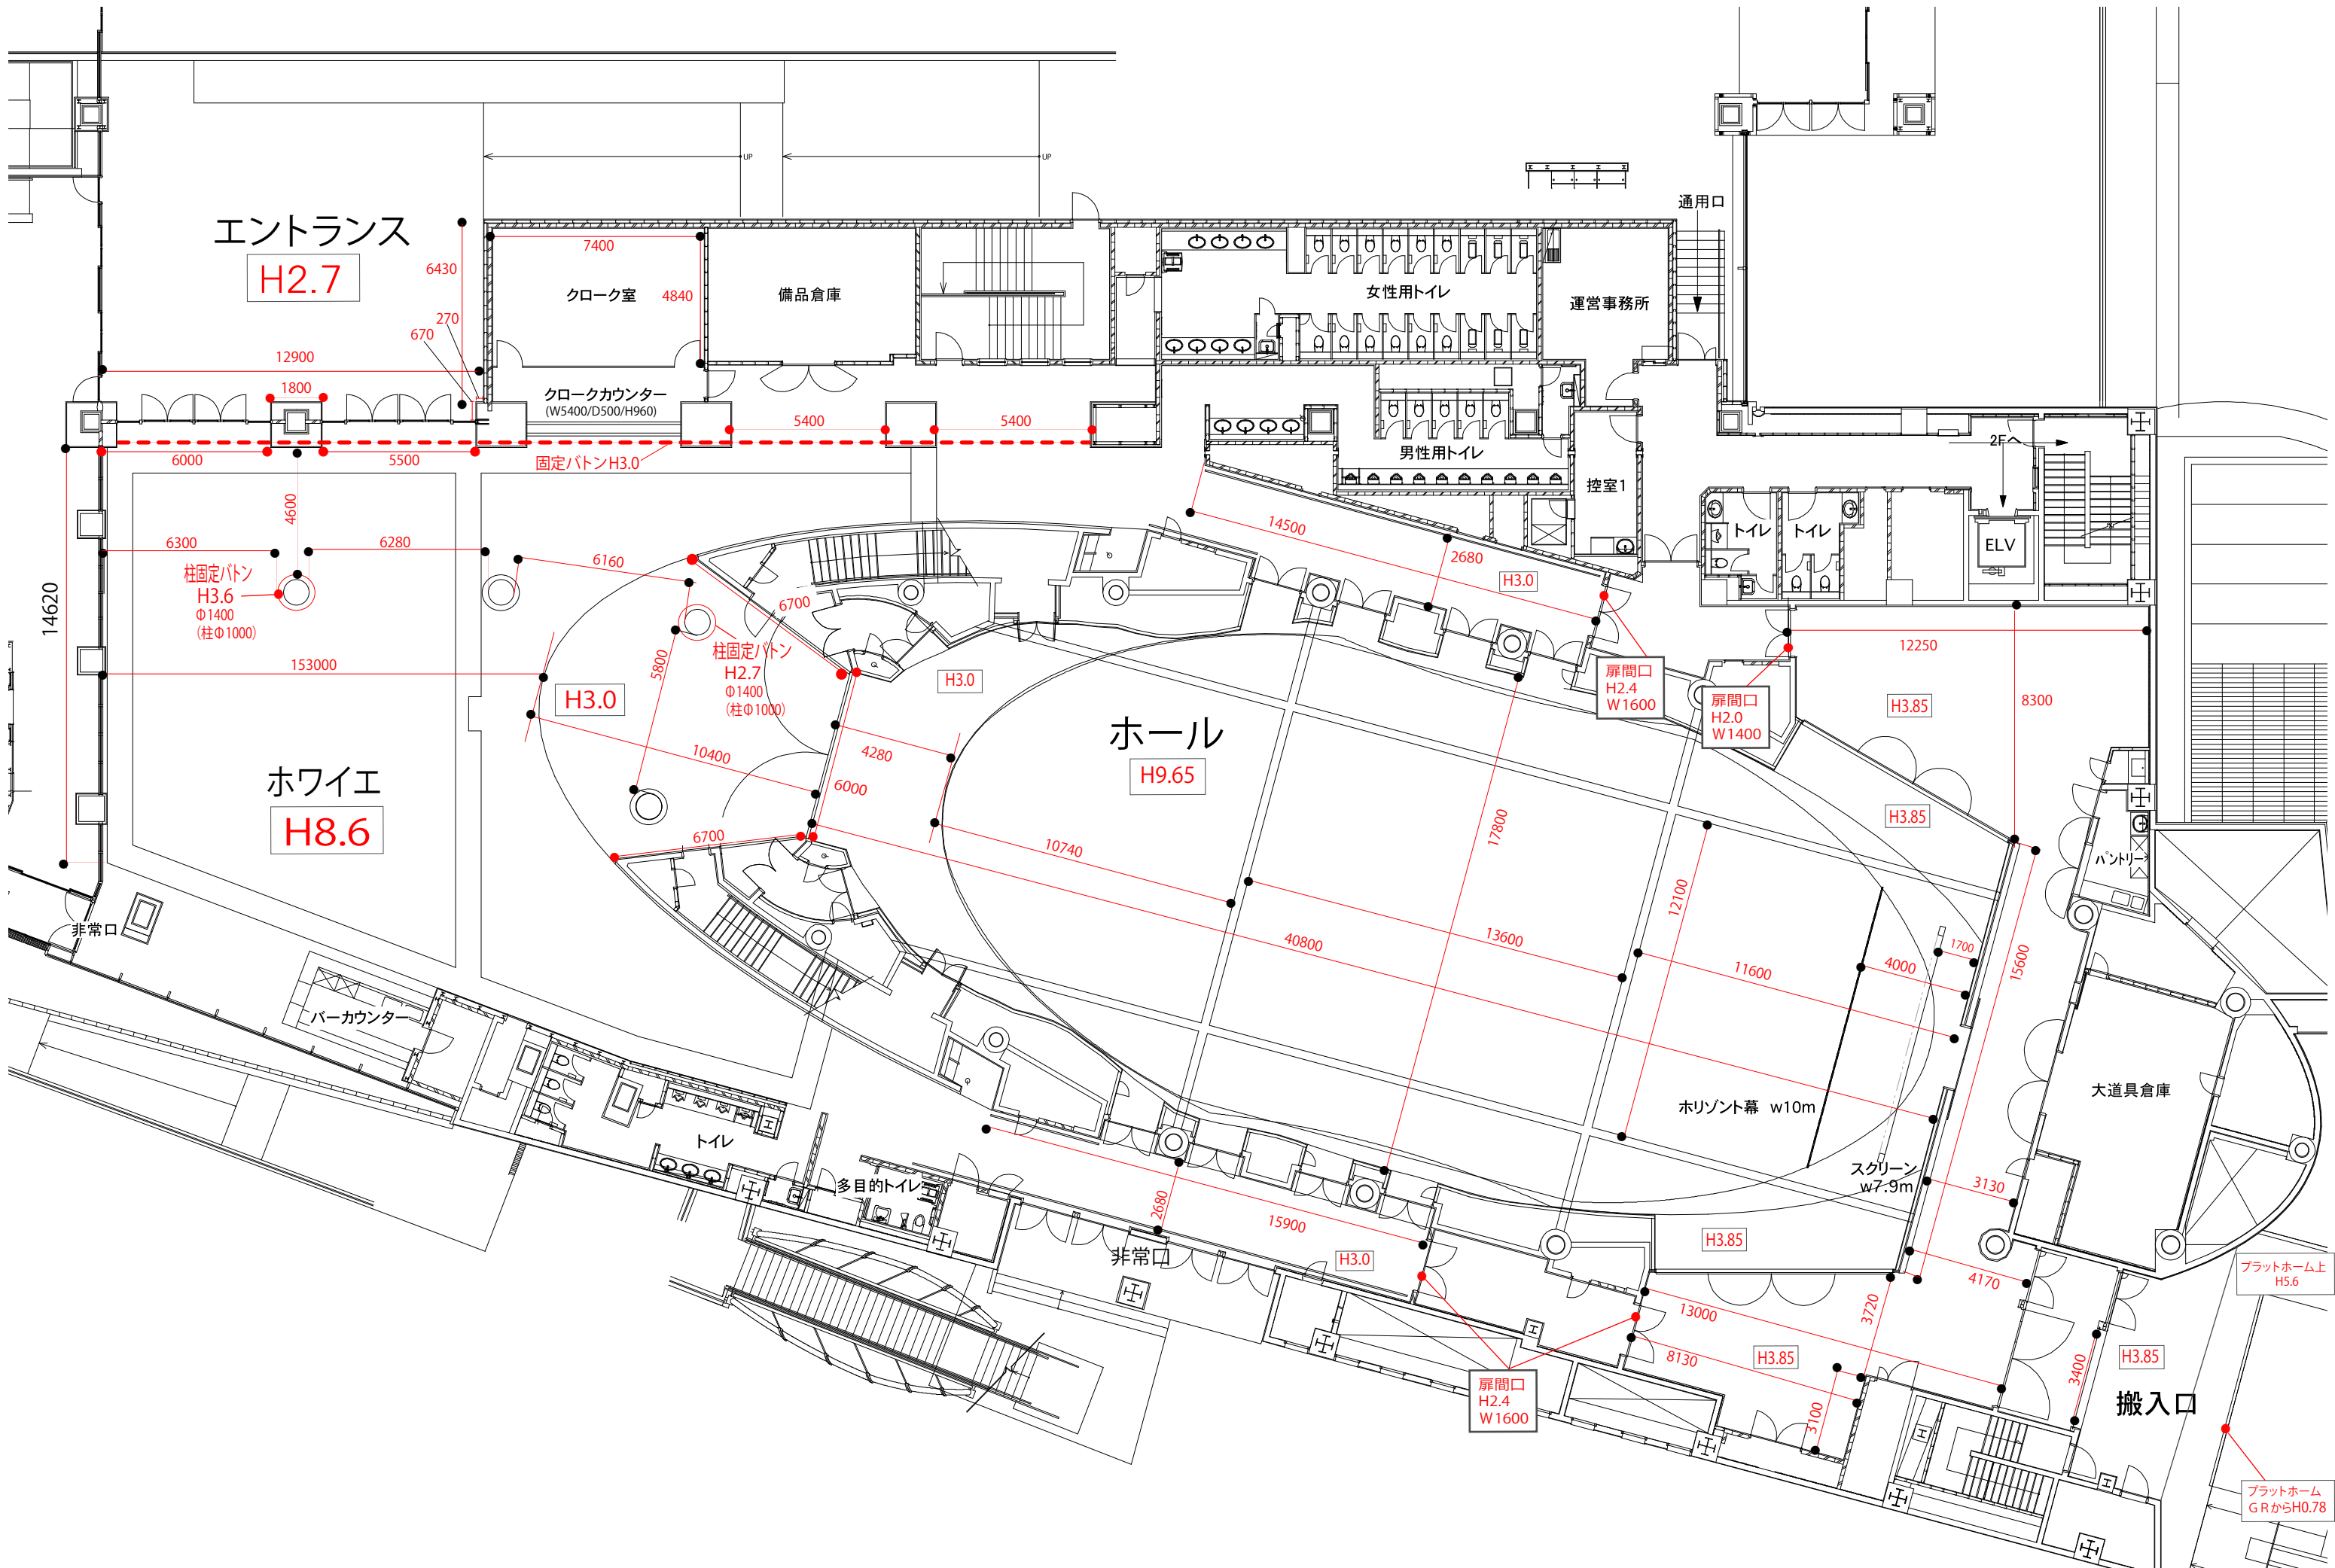 UP
UP
通用口
エントランス
H2.7
6430
7400
クローク室
4840
備品倉庫
女性用トイレ
運営事務所
270
670
12900
1800
クロークカウンター
(W5400/D500/H960)
5400
5400
6000
5500
固定バトンH3.0
男性用トイレ
控室1
2Fへ
4600
14500
2680
H3.0
トイレ
トイレ
ELV
6300
6280
6160
柱固定バトン
H3.6
Φ1400
(柱Φ1000)
14620
6700
柱固定バトン
H2.7
Φ1400
(柱Φ1000)
5800
153000
H3.0
H3.0
扉間口
H2.4
W1600
扉間口
H2.0
W1400
12250
8300
H3.85
ホール
H9.65
10400
4280
6000
ホワイエ
H8.6
6700
10740
17800
12100
H3.85
パントリー
13600
40800
11600
1700
4000
15600
非常口
バーカウンター
大道具倉庫
ホリゾント幕 w10m
トイレ
多目的トイレ
スクリーン
w7.9m
3130
2680
15900
非常口
H3.0
H3.85
4170
プラットホーム上
H5.6
13000
3720
8130
H3.85
3400
H3.85
搬入口
扉間口
H2.4
W1600
3100
プラットホーム
GRからH0.78